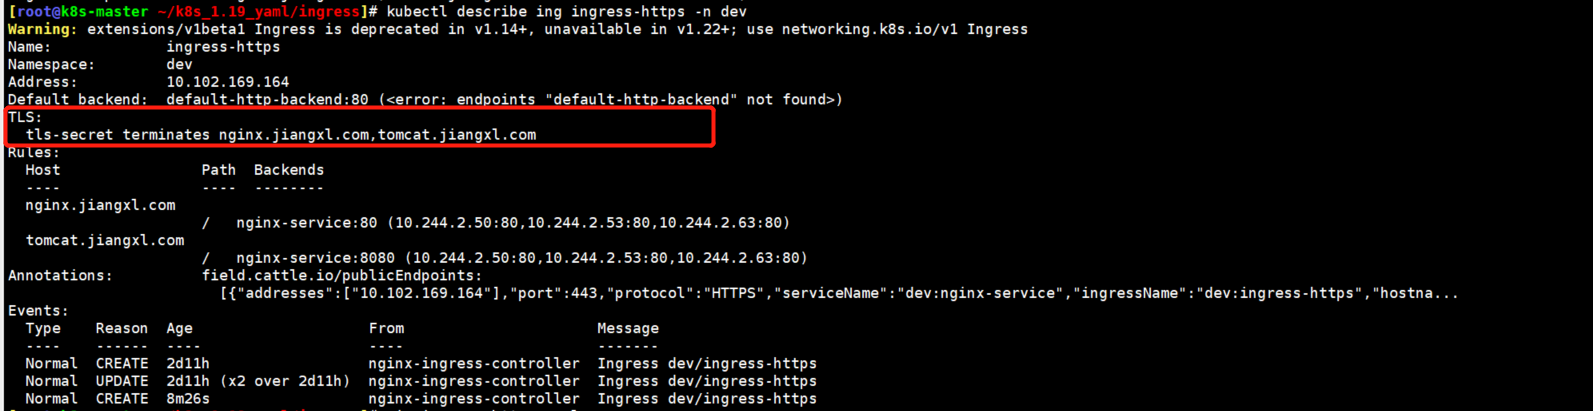 [root@k8s-master ~/k8s_1.19_yaml/ingress]# kubectl describe ing ingress-https -n dev
Warning: extensions/v1beta1 Ingress is deprecated in v1.14+, unavailable in v1.22+; use networking.k8s.io/v1 Ingress
Name: ingress-https
Namespace: dev
Address: 10.102.169.164
Default backend: default-http-backend:80 (<error: endpoints "default-http-backend" not found>)
TLS:
tls-secret terminates nginx.jiangxl.com,tomcat.jiangxl.com
Rules:
Host Path Backends
---- ---- --------
nginx.jiangxl.com
/ nginx-service:80 (10.244.2.50:80,10.244.2.53:80,10.244.2.63:80)
tomcat.jiangxl.com
/ nginx-service:8080 (10.244.2.50:80,10.244.2.53:80,10.244.2.63:80)
Annotations: field.cattle.io/publicEndpoints:
[{"addresses":["10.102.169.164"],"port":443,"protocol":"HTTPS","serviceName":"dev:nginx-service","ingressName":"dev:ingress-https","hostna...
Events:
Type Reason Age From Message
---- ------ ---- ---- -------
Normal CREATE 2d11h nginx-ingress-controller Ingress dev/ingress-https
Normal UPDATE 2d11h (x2 over 2d11h) nginx-ingress-controller Ingress dev/ingress-https
Normal CREATE 8m26s nginx-ingress-controller Ingress dev/ingress-https